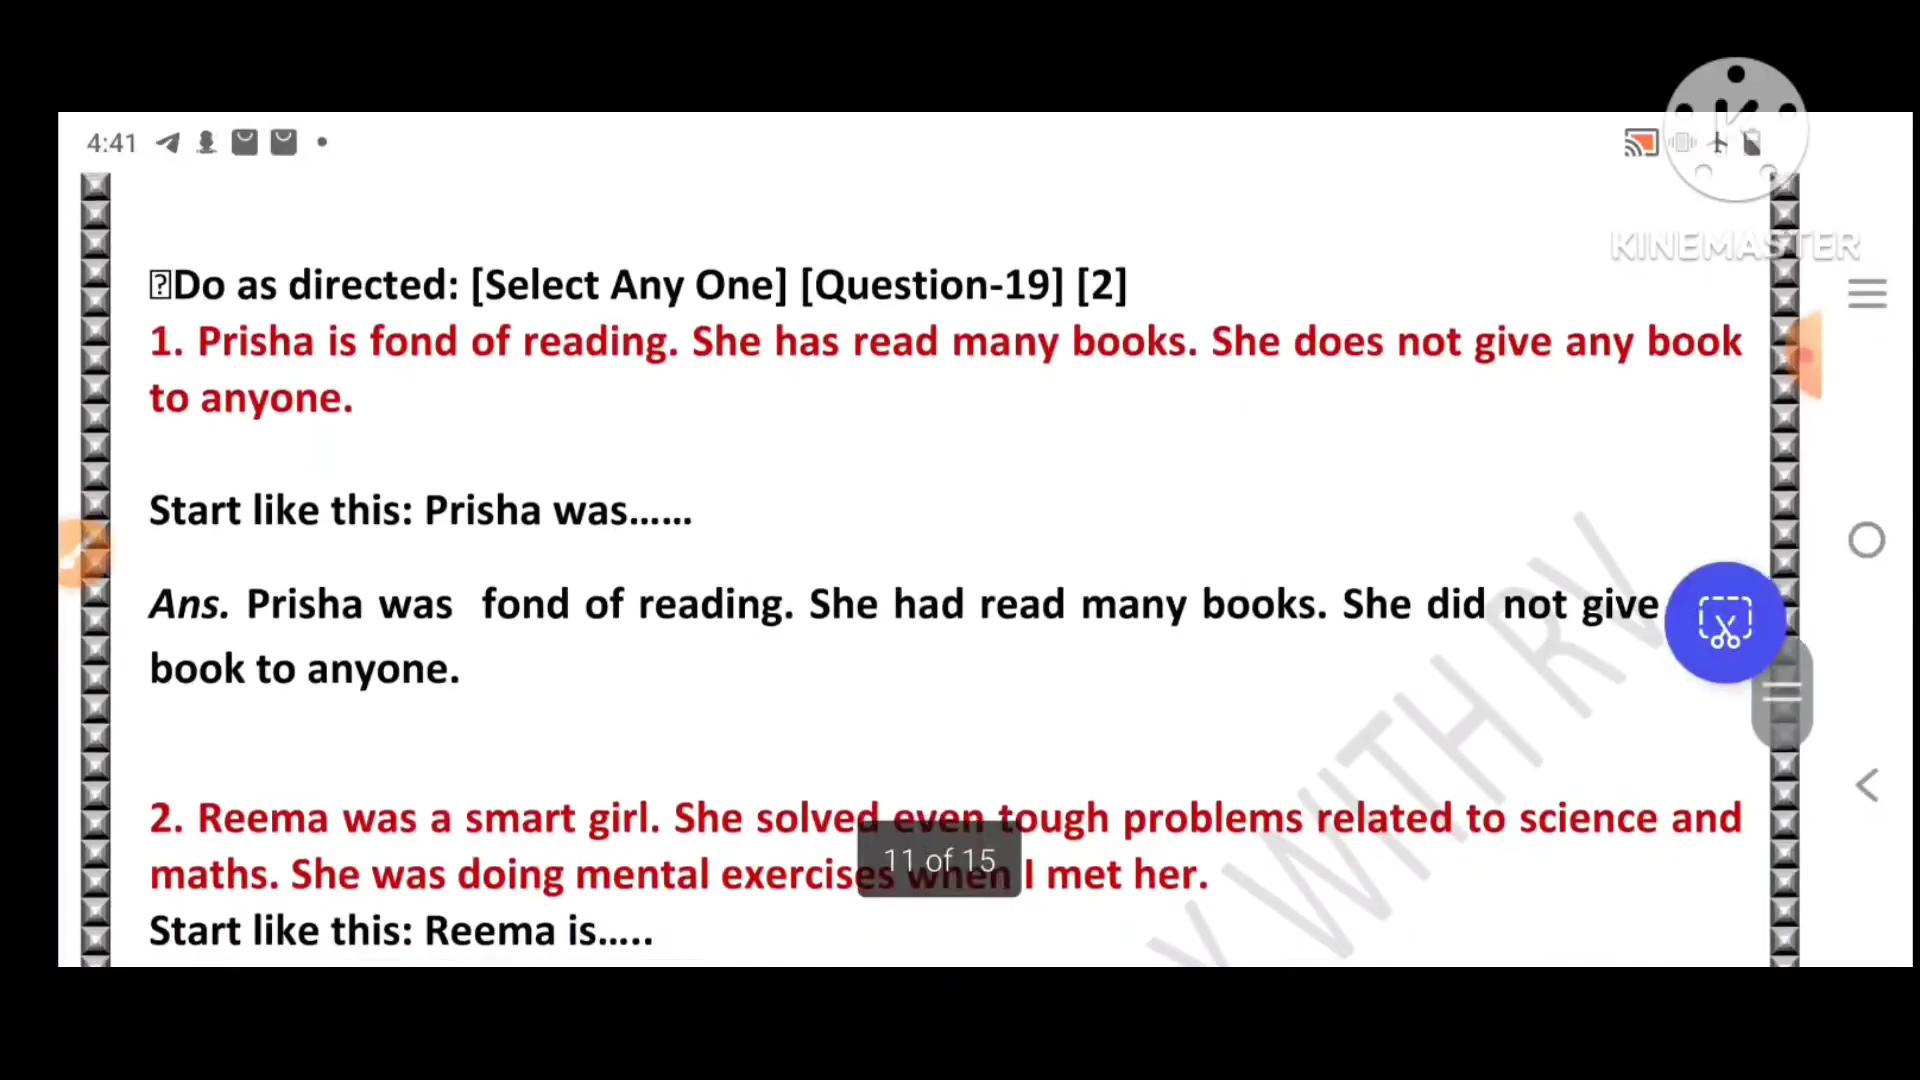 4:41
KINEMASTER
Do as directed: [Select Any One] [Question-19] [2]
1. Prisha is fond of reading. She has read many books. She does not give any book
to anyone.
Start like this: Prisha was......
Ans. Prisha was fond of reading. She had read many books. She did not give
book to anyone.
2. Reema was a smart girl. She solved even tough problems related to science and
maths. She was doing mental exercises when I met her.
11 of 15
Start like this: Reema is.....
WITH RV